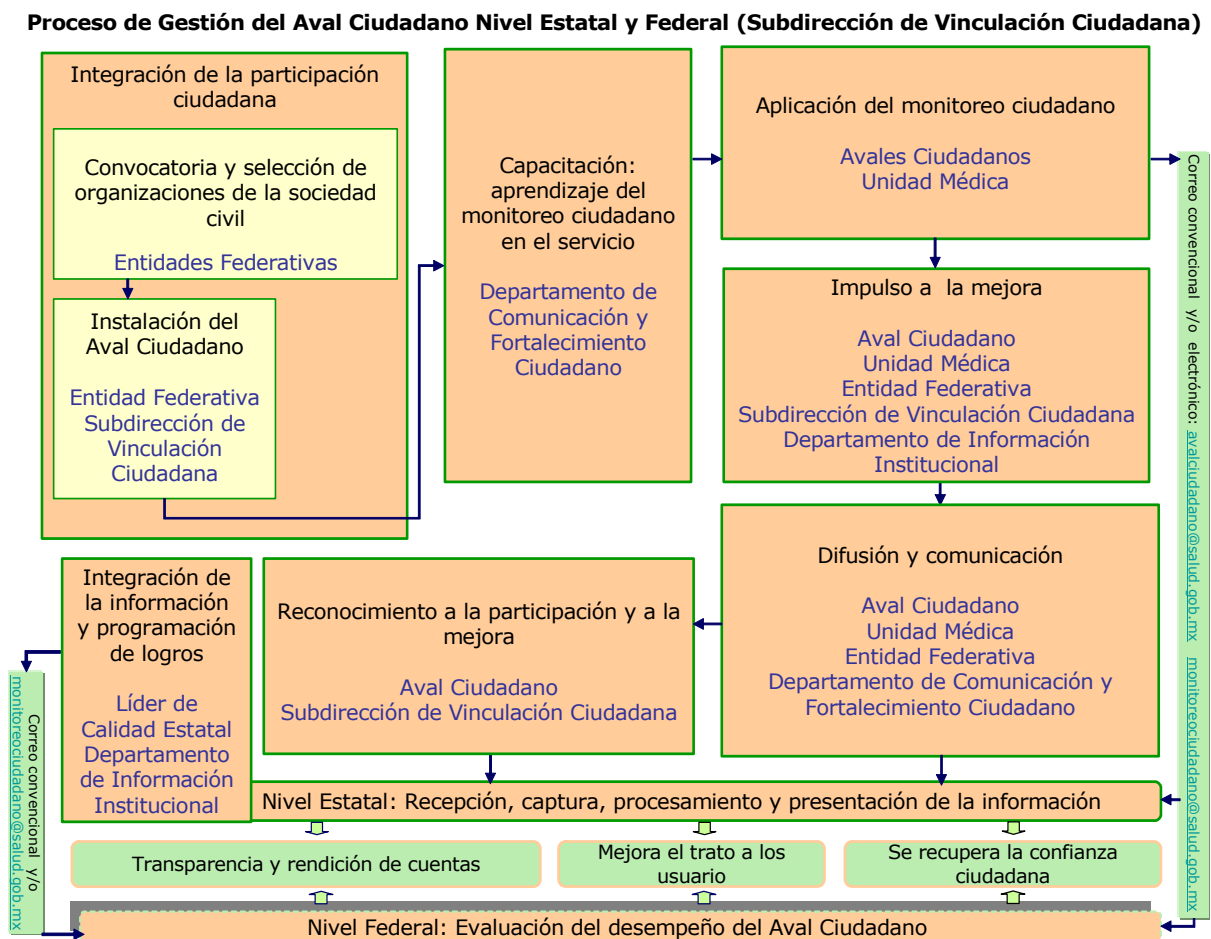 Proceso de Gestión del Aval Ciudadano Nivel Estatal y Federal (Subdirección de Vinculación Ciudadana)
Integración de la participación
ciudadana
Convocatoria y selección de
organizaciones de la sociedad
civil
Entidades Federativas
Instalación del
Aval Ciudadano
Entidad Federativa
Subdirección de
Vinculación
Ciudadana
Capacitación:
aprendizaje del
monitoreo ciudadano
en el servicio
Departamento de
Comunicación y
Fortalecimiento
Ciudadano
Aplicación del monitoreo ciudadano
Avales Ciudadanos
Unidad Médica
Impulso a la mejora
Aval Ciudadano
Unidad Médica
Entidad Federativa
Subdirección de Vinculación Ciudadana
Departamento de Información
Institucional
Correo convencional y/o electrónico: avalciudadano@salud.gob.mx monitoreociudadano@salud.gob.mx
Difusión y comunicación
Aval Ciudadano
Unidad Médica
Entidad Federativa
Departamento de Comunicación y
Fortalecimiento Ciudadano
Reconocimiento a la participación y a la
mejora
Aval Ciudadano
Subdirección de Vinculación Ciudadana
Integración de
la información
y programación
de logros
Líder de
Calidad Estatal
Departamento
de Información
Institucional
Correo convencional y/o
monitoreociudadano@salud.gob.mx
Nivel Estatal: Recepción, captura, procesamiento y presentación de la información
Transparencia y rendición de cuentas
Mejora el trato a los
usuario
Se recupera la confianza
ciudadana
Nivel Federal: Evaluación del desempeño del Aval Ciudadano